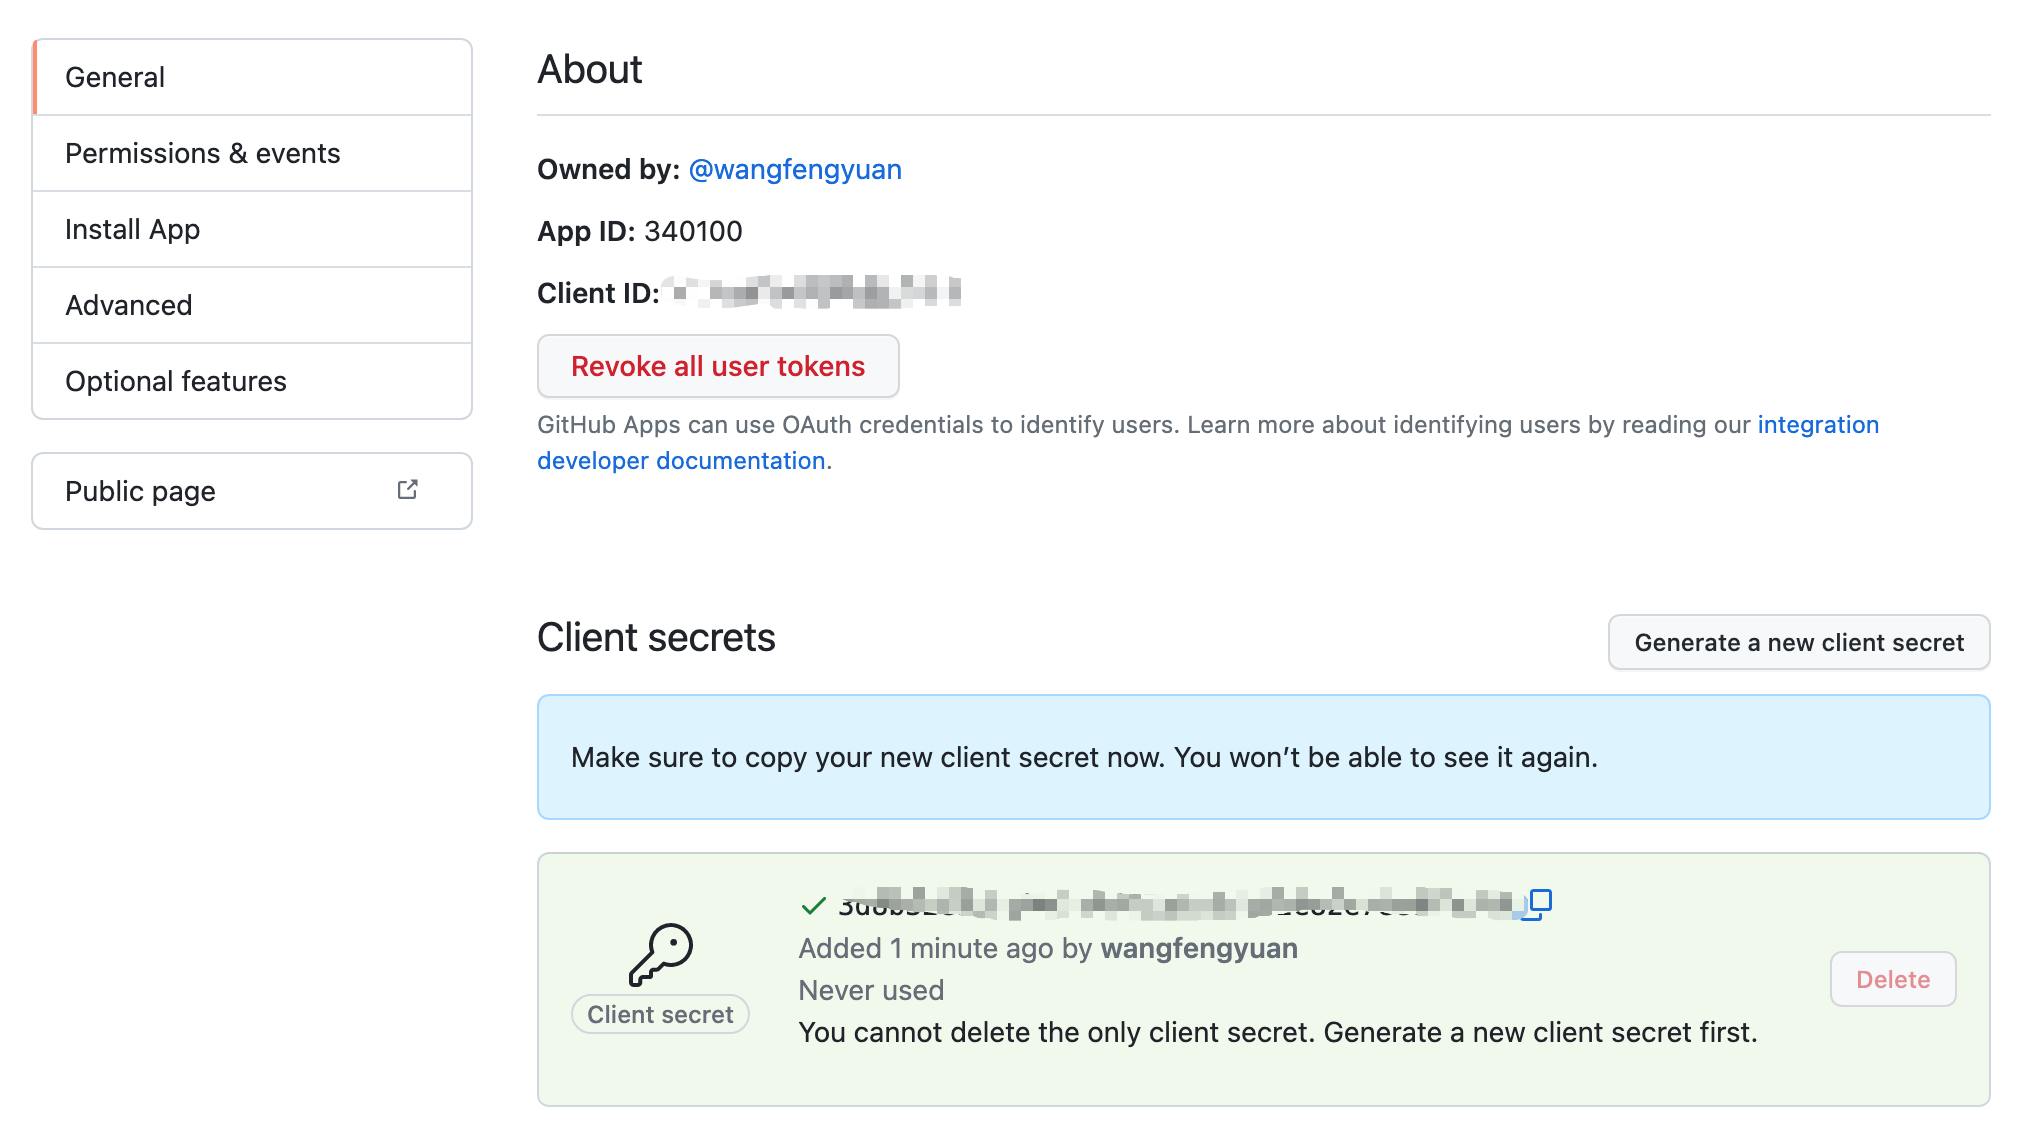 General
Permissions & events
Install App
Advanced
Optional features
Public page
About
Owned by: @wangfengyuan
App ID: 340100
Client ID:
Revoke all user tokens
GitHub Apps can use OAuth credentials to identify users. Learn more about identifying users by reading our integration
developer documentation.
Client secrets
Generate a new client secret
Make sure to copy your new client secret now. You won’t be able to see it again.
Client secret
Added 1 minute ago by wangfengyuan
Never used
You cannot delete the only client secret. Generate a new client secret first.
Delete